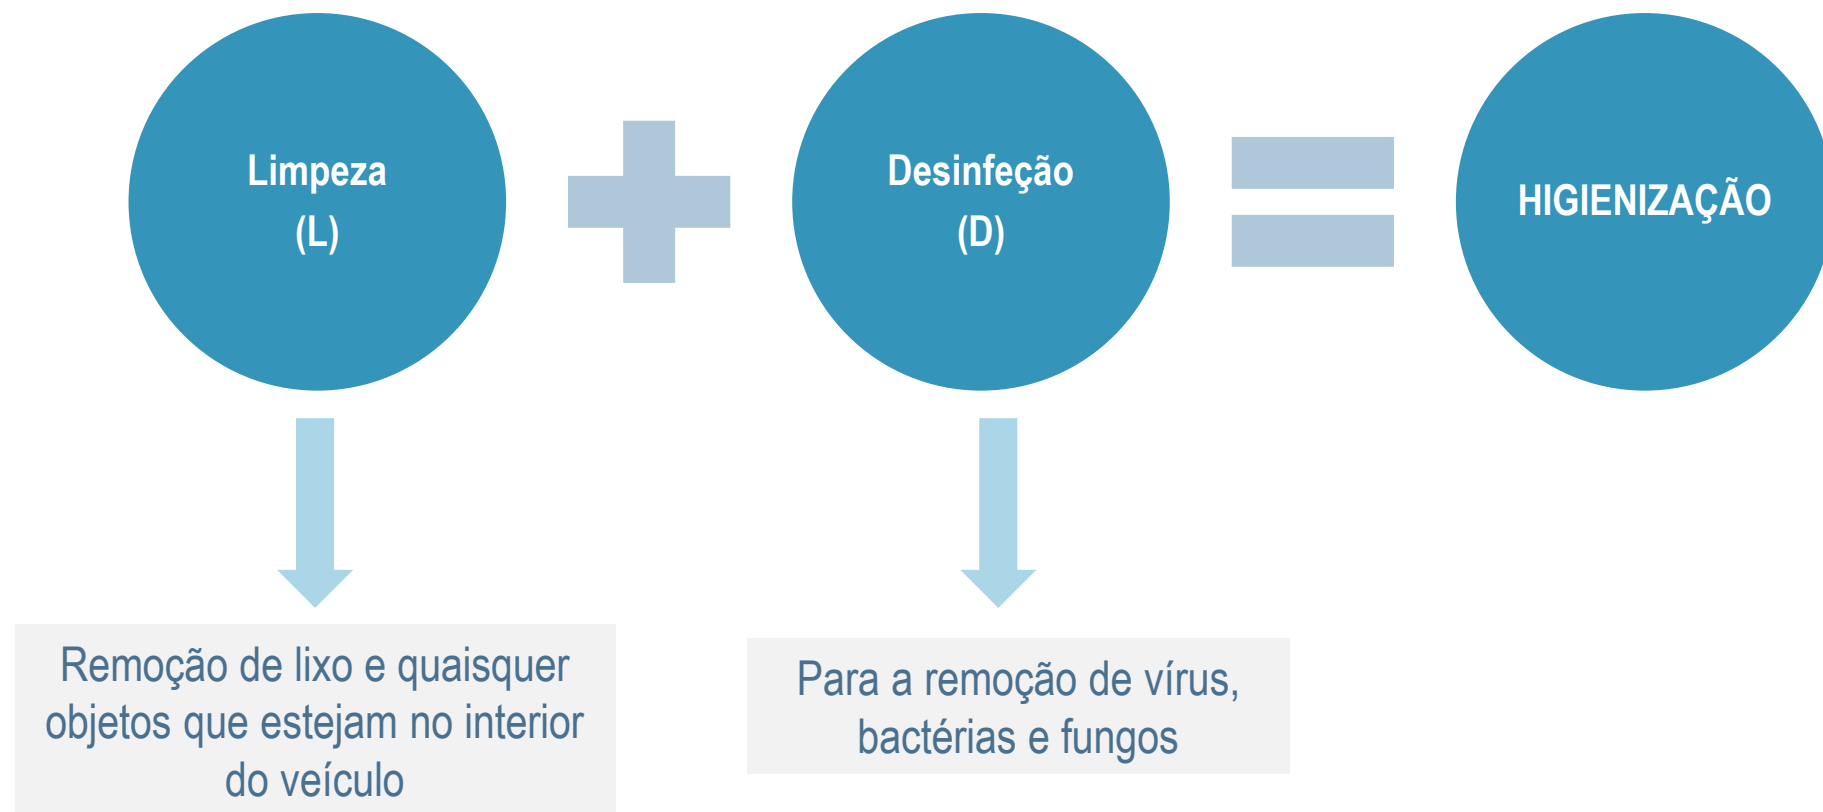 Limpeza
(L)
Desinfeção
(D)
HIGIENIZAÇÃO
Remoção de lixo e quaisquer
objetos que estejam no interior
do veículo
Para a remoção de vírus,
bactérias e fungos